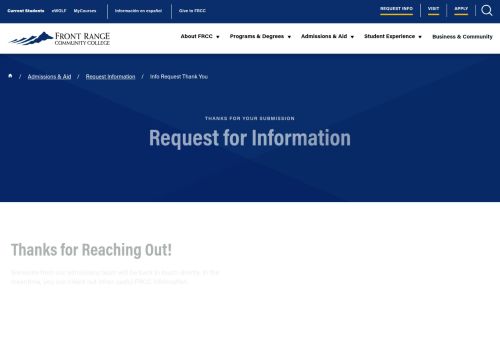 Current Students eWOLF MyCourses Información en español Give to FRCC REQUEST INFO VISIT APPLY
FRONT RANGE
COMMUNITY COLLEGE
About FRCC Programs & Degrees Admissions & Aid Student Experience Business & Community
/ Admissions & Aid / Request Information / Info Request Thank You
THANKS FOR YOUR SUBMISSION
Request for Information
Thanks for Reaching Out!
Someone from our admissions team will be back in touch shortly. In the
meantime, you can check out other useful FRCC information.